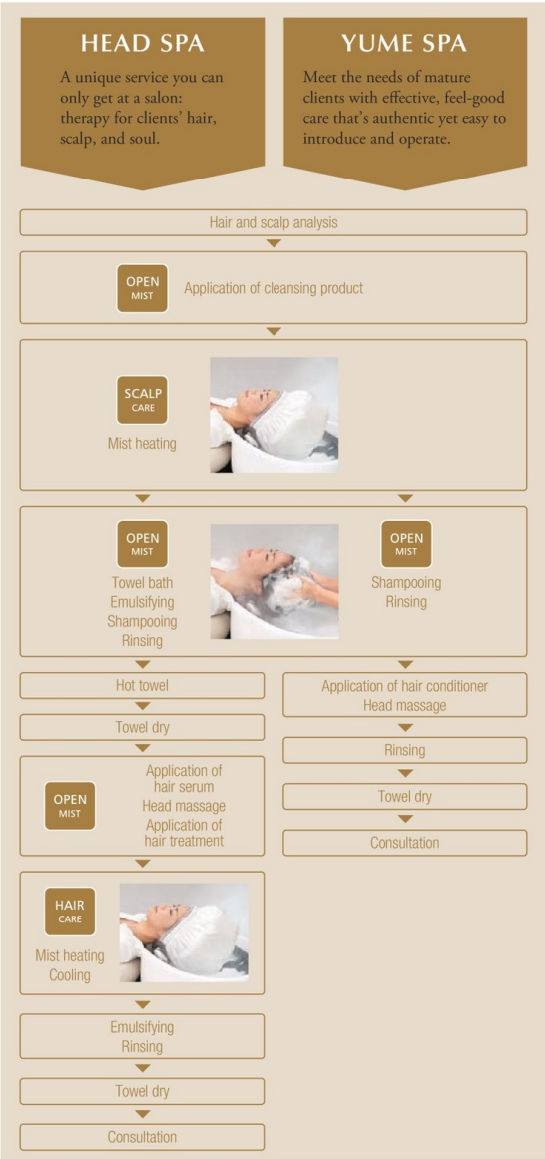 HEAD SPA
A unique service you can
only get at a salon:
therapy for clients' hair,
scalp, and soul.
YUME SPA
Meet the needs of mature
clients with effective, feel-good
care that's authentic yet easy to
introduce and operate.
Hair and scalp analysis
OPEN
MIST
Application of cleansing product
SCALP
CARE
Mist heating
OPEN
MIST
Towel bath
Emulsifying
Shampooing
Rinsing
OPEN
MIST
Shampooing
Rinsing
Hot towel
Towel dry
OPEN
MIST
Application of
hair serum
Head massage
Application of
hair treatment
HAIR
CARE
Mist heating
Cooling
Emulsifying
Rinsing
Towel dry
Consultation
Application of hair conditioner
Head massage
Rinsing
Towel dry
Consultation